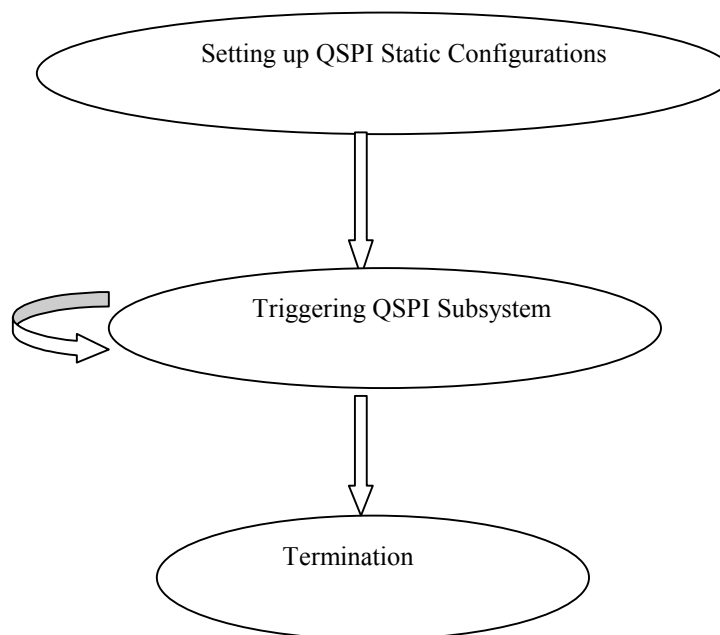 Setting up QSPI Static Configurations
Triggering QSPI Subsystem
Termination